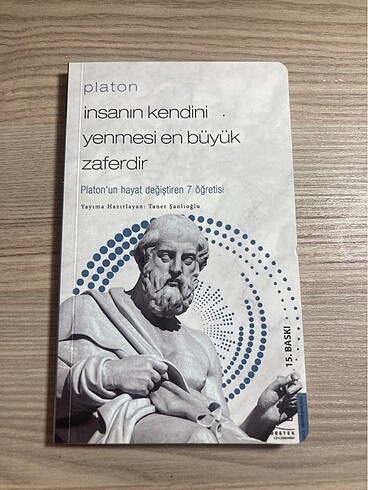 platon
insanın kendini
yenmesi en büyük
zaferdir
Platon'un hayat değiştiren 7 öğretisi
Yayıma Hazırlayan: Taner Şanlıoğlu
15. BASKI
DESTEK